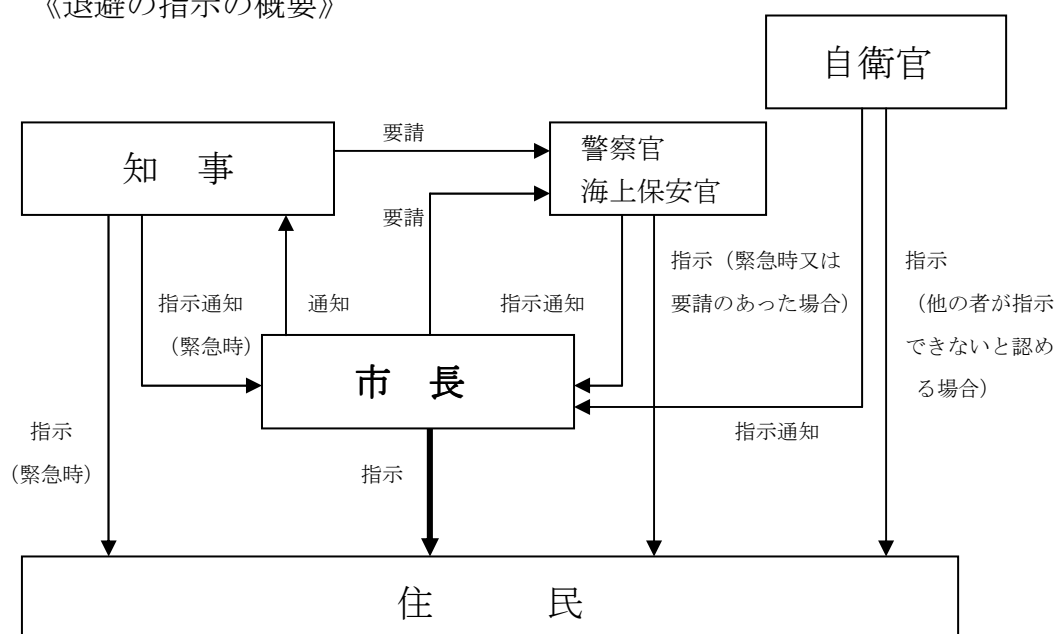 《退避の指示の概要》
自衛官
知　事
要請
警察官
海上保安官
要請
指示通知
（緊急時）
通知
指示通知
指示（緊急時又は
要請のあった場合）
指示
（他の者が指示
できないと認め
る場合）
市　長
指示通知
指示
（緊急時）
指示
住　　民